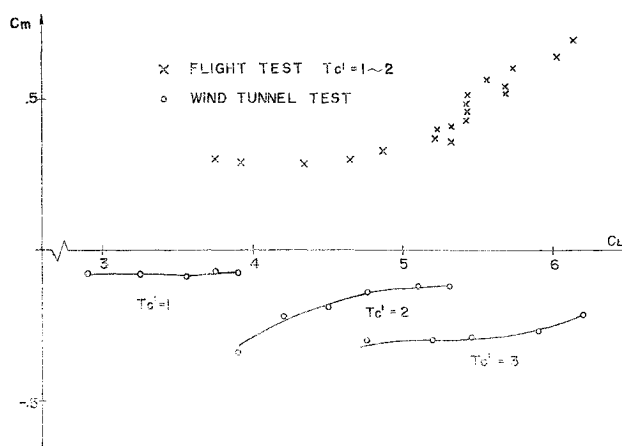 Cm
× FLIGHT TEST Tc'=1~2
○ WIND TUNNEL TEST
.5
3 4 5 6 CL
Tc'=1
Tc'=2
Tc'=3
-.5